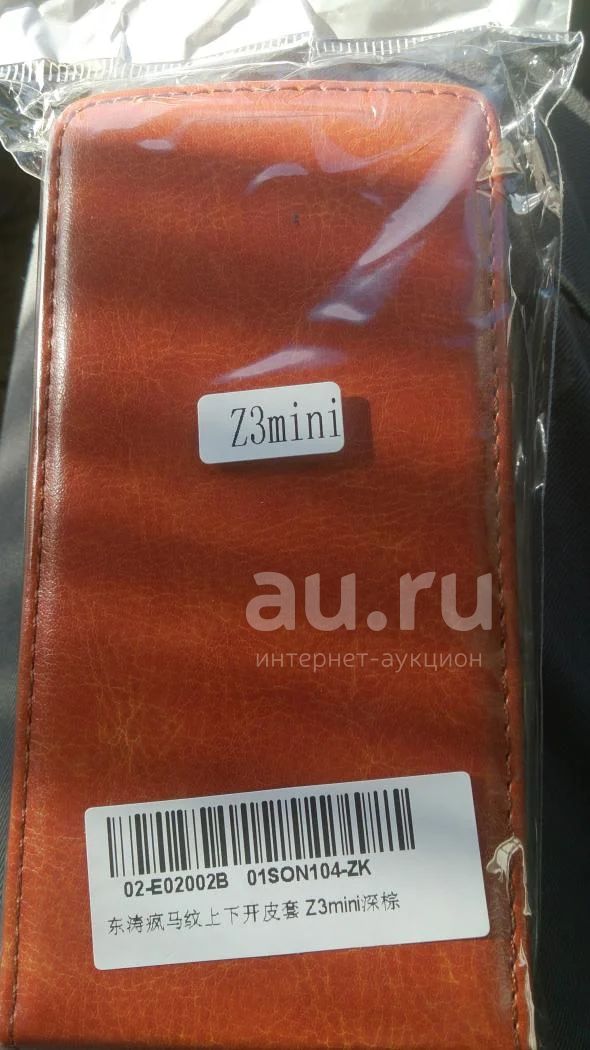 Z3mini
au.ru
интернет-аукцион
02-E02002B 01SON104-ZK
东涛疯马纹上下开皮套 Z3mini深棕